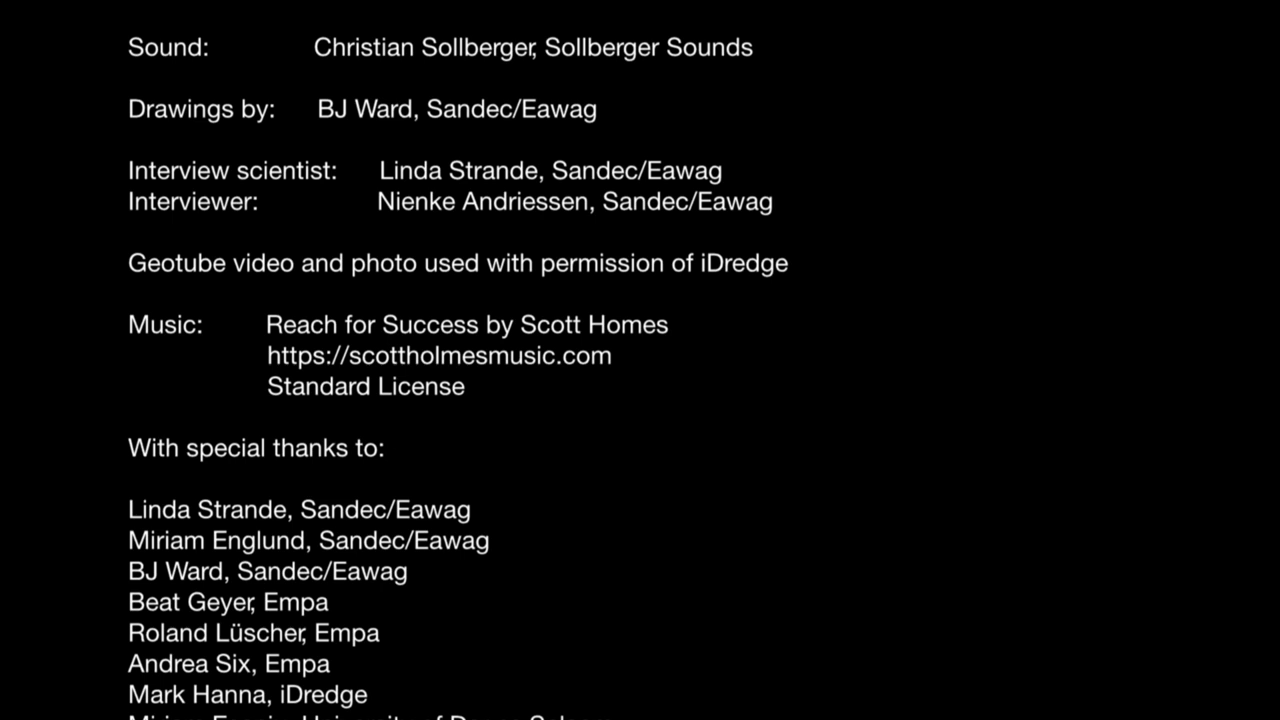 Sound: Christian Sollberger, Sollberger Sounds
Drawings by: BJ Ward, Sandec/Eawag
Interview scientist: Linda Strande, Sandec/Eawag
Interviewer: Nienke Andriessen, Sandec/Eawag
Geotube video and photo used with permission of iDredge
Music: Reach for Success by Scott Homes
https://scottholmesmusic.com
Standard License
With special thanks to:
Linda Strande, Sandec/Eawag
Miriam Englund, Sandec/Eawag
BJ Ward, Sandec/Eawag
Beat Geyer, Empa
Roland Lüscher, Empa
Andrea Six, Empa
Mark Hanna, iDredge